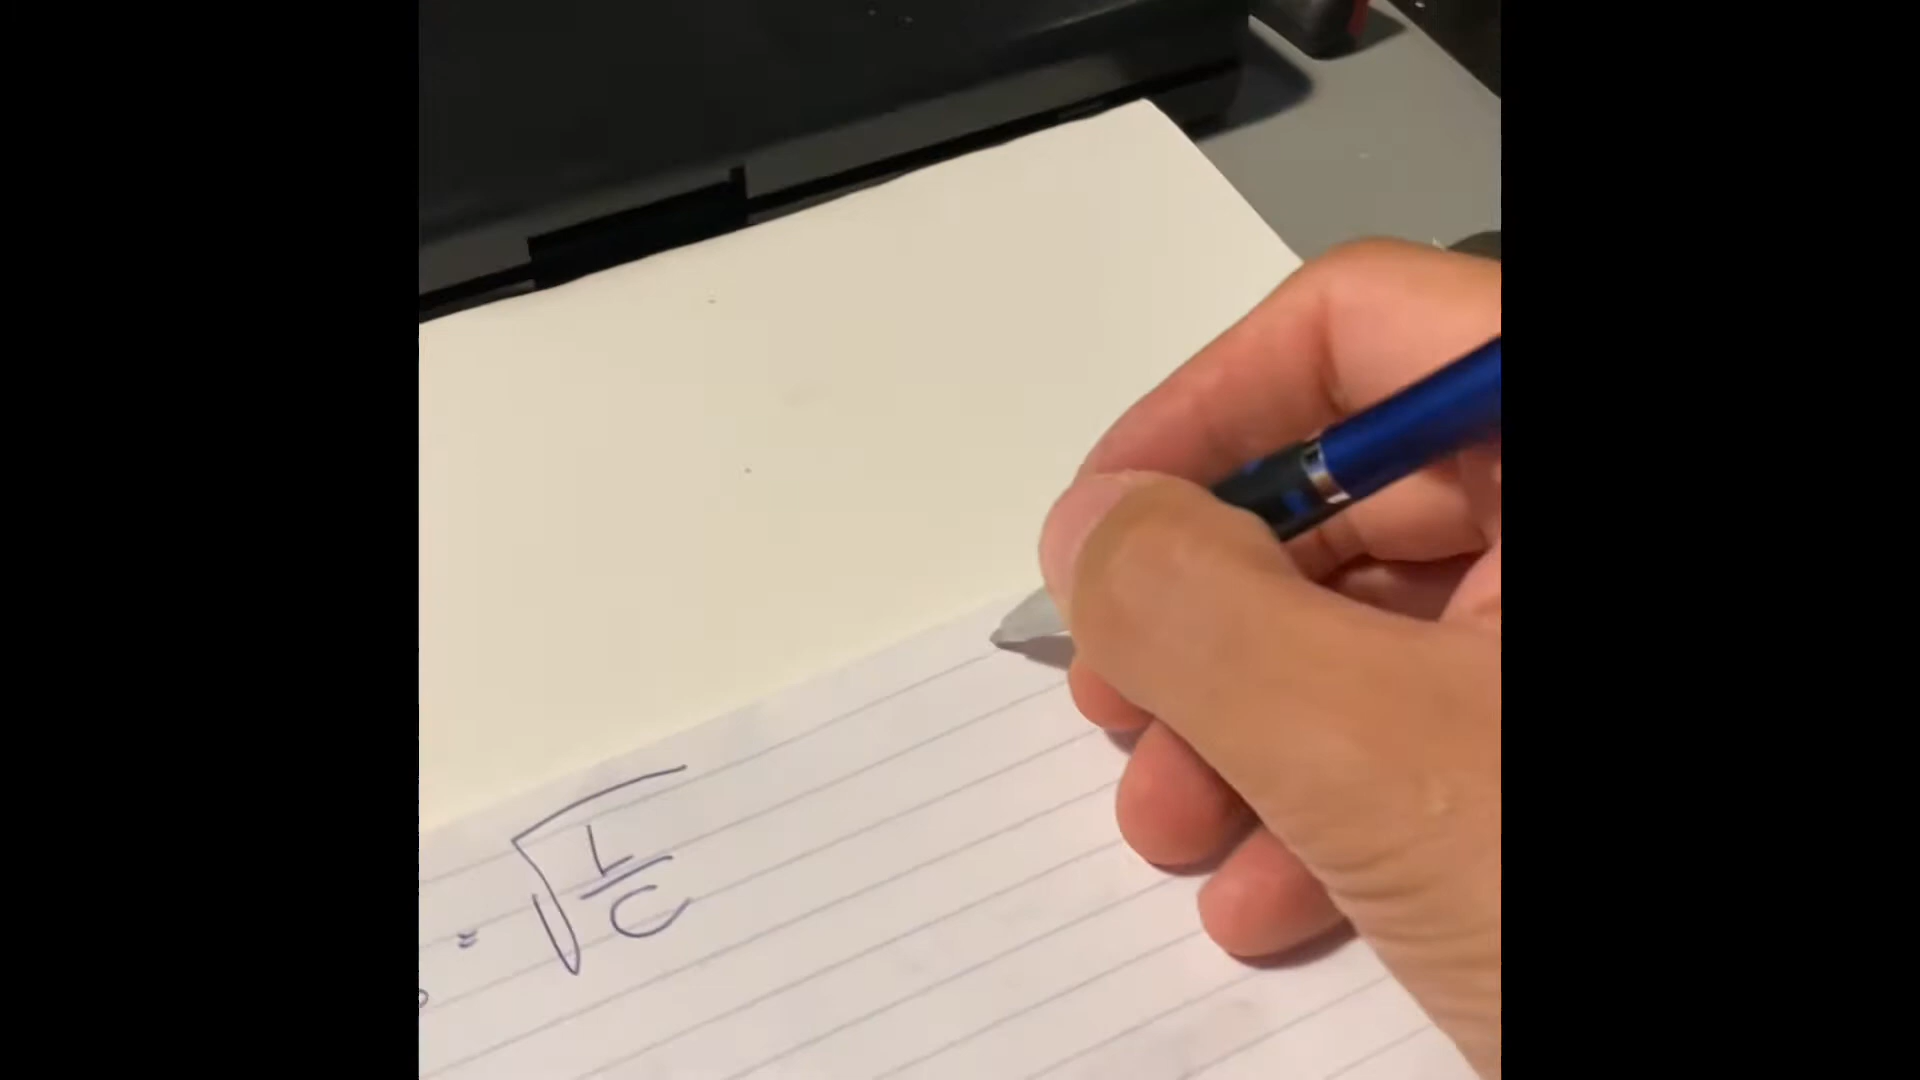 = √(L/C)